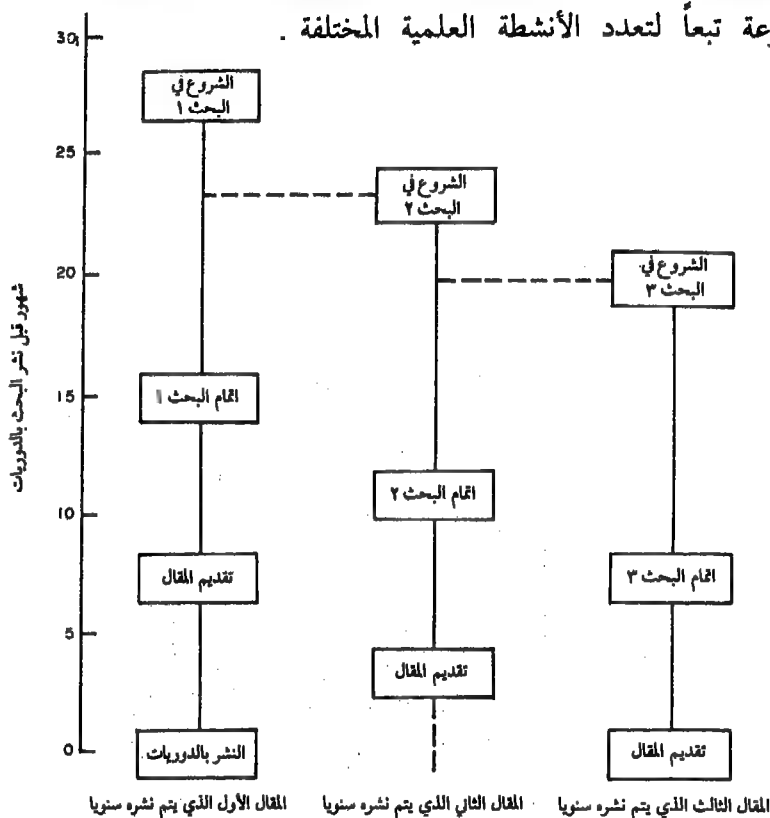 عة تبعاً لتعدد الأنشطة العلمية المختلفة .
30
25
20
15
10
5
0
شهور قبل نشر البحث بالدوريات
الشروع في
البحث ١
اتمام البحث ١
تقديم المقال
النشر بالدوريات
المقال الأول الذي يتم نشره سنويا
الشروع في
البحث ٢
اتمام البحث ٢
تقديم المقال
المقال الثاني الذي يتم نشره سنويا
الشروع في
البحث ٣
اتمام البحث ٣
تقديم المقال
المقال الثالث الذي يتم نشره سنويا